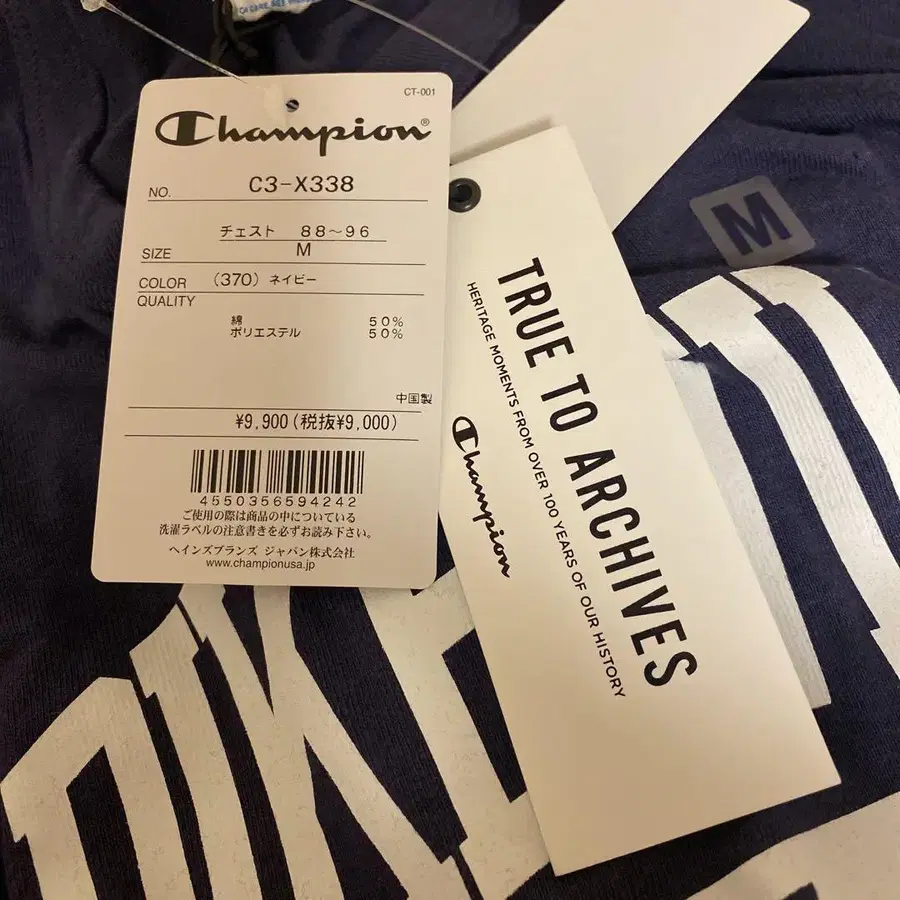 CT-001
Champion®
NO. C3-X338
チェスト 88~96
SIZE M
COLOR (370) ネイビー
QUALITY
綿 50%
ポリエステル 50%
中国製
¥9,900(税抜¥9,000)
4550356594242
ご使用の際は商品の中についている
洗濯ラベルの注意書きを必ずお読み下さい。
ヘインズブランズ ジャパン株式会社
www.championusa.jp
TRUE TO ARCHIVES
HERITAGE MOMENTS FROM OVER 100 YEARS OF OUR HISTORY
Champion
M